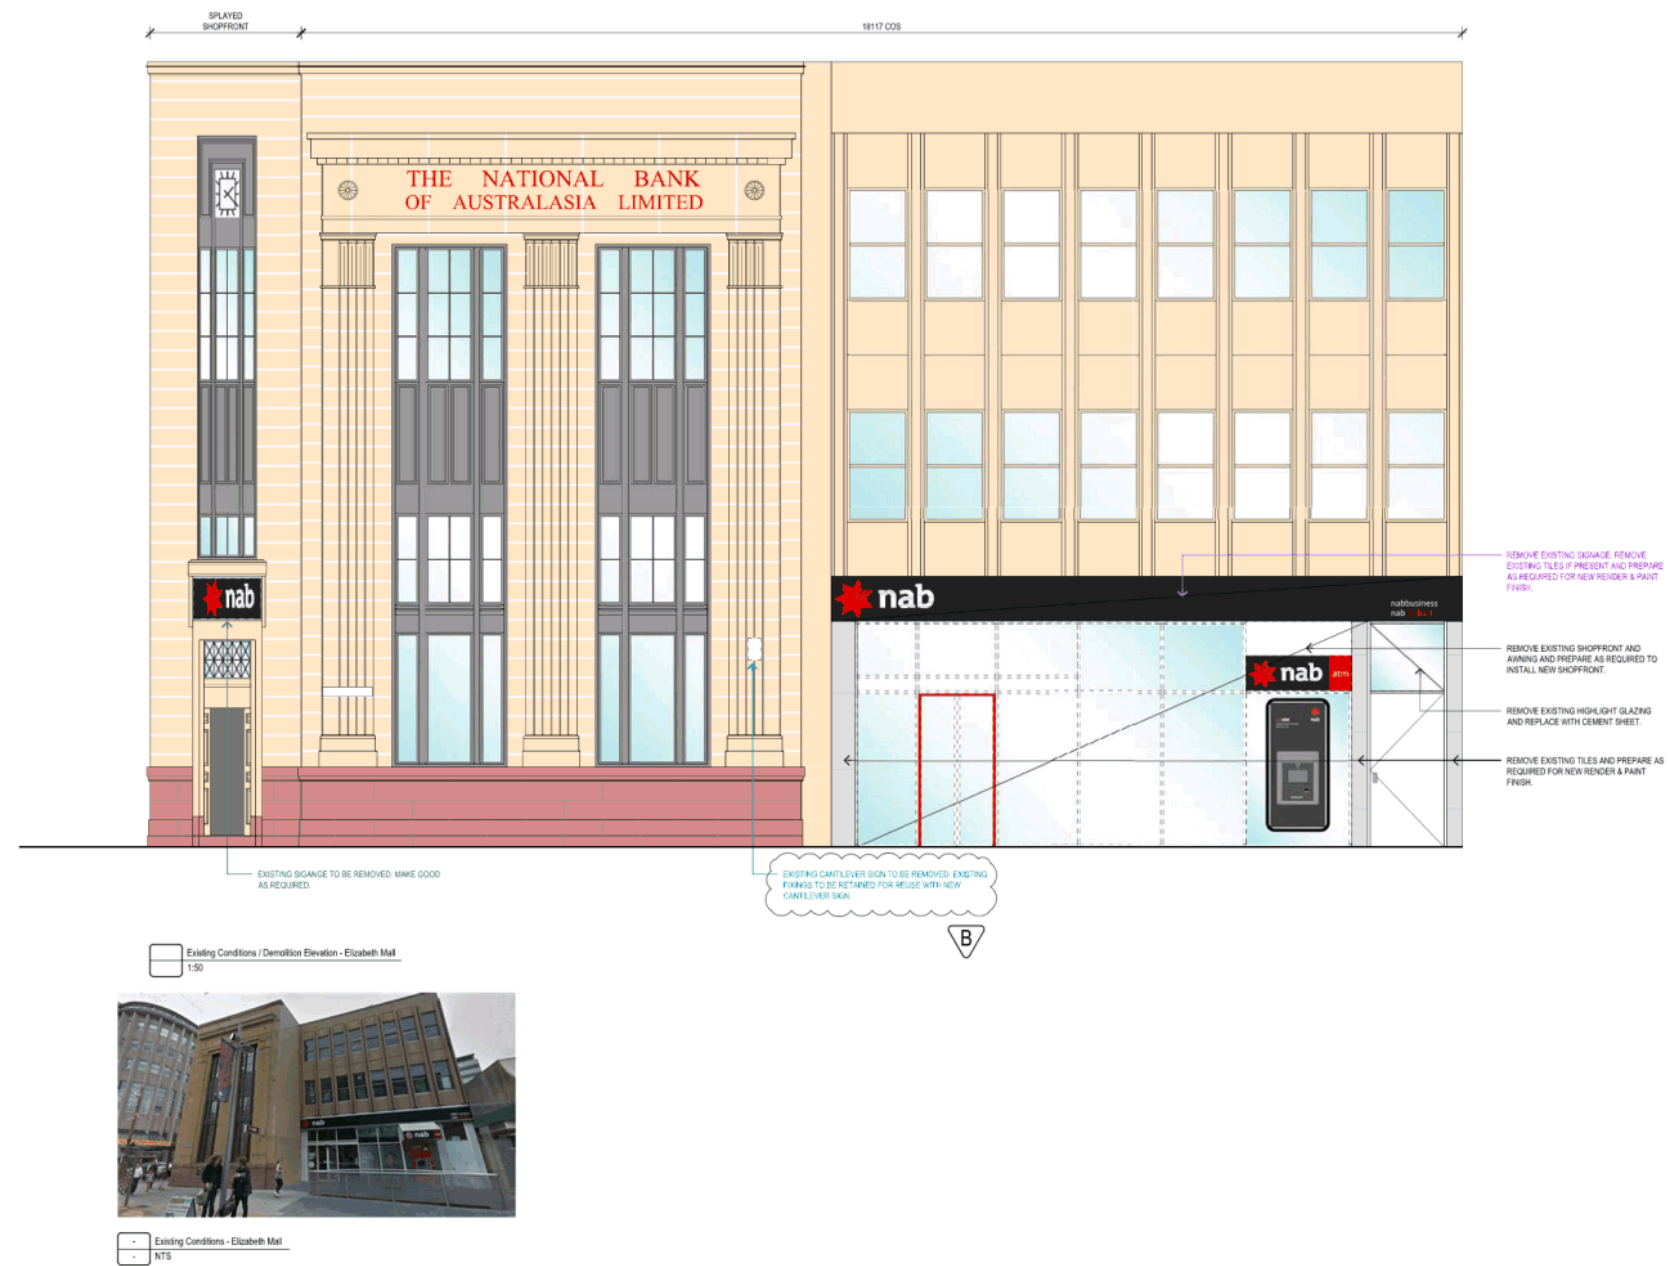 SPLAYED
SHOPFRONT
18117 COS
THE NATIONAL BANK
OF AUSTRALASIA LIMITED
nab
nab
nabbusiness
nab
nab atm
nab
REMOVE EXISTING SIGNAGE. REMOVE
EXISTING TILES IF PRESENT AND PREPARE
AS REQUIRED FOR NEW RENDER & PAINT
FINISH.
REMOVE EXISTING SHOPFRONT AND
AWNING AND PREPARE AS REQUIRED TO
INSTALL NEW SHOPFRONT.
REMOVE EXISTING HIGHLIGHT GLAZING
AND REPLACE WITH CEMENT SHEET.
REMOVE EXISTING TILES AND PREPARE AS
REQUIRED FOR NEW RENDER & PAINT
FINISH.
EXISTING SIGANGE TO BE REMOVED. MAKE GOOD
AS REQUIRED.
EXISTING CANTILEVER SIGN TO BE REMOVED. EXISTING
FIXINGS TO BE RETAINED FOR REUSE WITH NEW
CANTILEVER SIGN.
B
Existing Conditions / Demolition Elevation - Elizabeth Mall
1:50
nab
nab
- Existing Conditions - Elizabeth Mall
- NTS